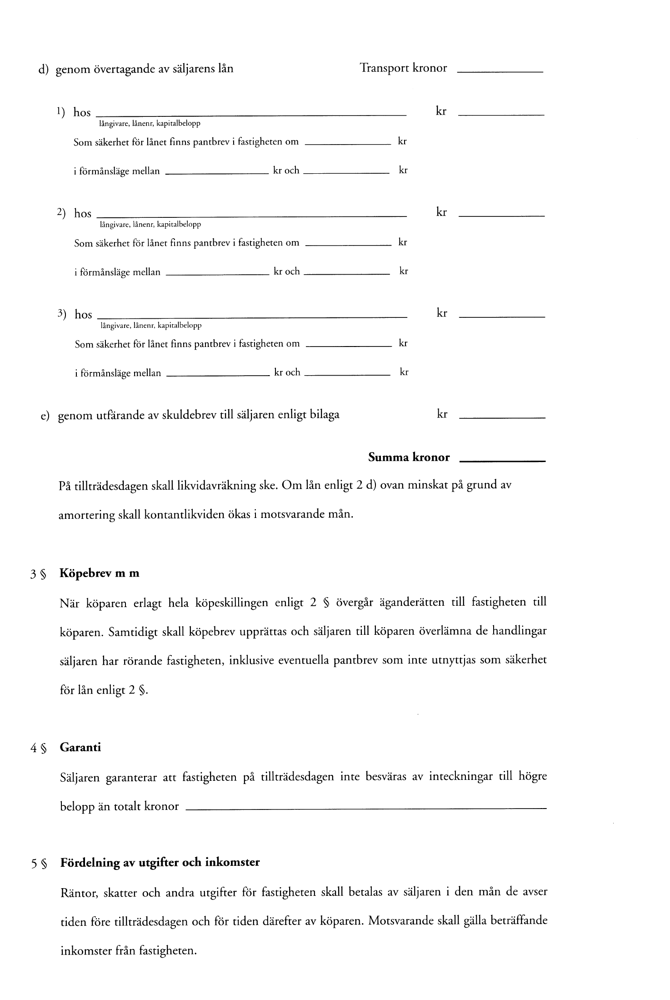 d) genom övertagande av säljarens lån Transport kronor
1) hos kr
långivare, lånenr, kapitalbelopp
Som säkerhet för lånet finns pantbrev i fastigheten om kr
i förmånsläge mellan kr och kr
2) hos kr
långivare, lånenr, kapitalbelopp
Som säkerhet för lånet finns pantbrev i fastigheten om kr
i förmånsläge mellan kr och kr
3) hos kr
långivare, lånenr, kapitalbelopp
Som säkerhet för lånet finns pantbrev i fastigheten om kr
i förmånsläge mellan kr och kr
e) genom utfärande av skuldebrev till säljaren enligt bilaga kr
Summa kronor
På tillträdesdagen skall likvidavräkning ske. Om lån enligt 2 d) ovan minskat på grund av
amortering skall kontantlikviden ökas i motsvarande mån.
3 § Köpebrev m m
När köparen erlagt hela köpeskillingen enligt 2 § övergår äganderätten till fastigheten till
köparen. Samtidigt skall köpebrev upprättas och säljaren till köparen överlämna de handlingar
säljaren har rörande fastigheten, inklusive eventuella pantbrev som inte utnyttjas som säkerhet
för lån enligt 2 §.
4 § Garanti
Säljaren garanterar att fastigheten på tillträdesdagen inte besväras av inteckningar till högre
belopp än totalt kronor
5 § Fördelning av utgifter och inkomster
Räntor, skatter och andra utgifter för fastigheten skall betalas av säljaren i den mån de avser
tiden före tillträdesdagen och för tiden därefter av köparen. Motsvarande skall gälla beträffande
inkomster från fastigheten.